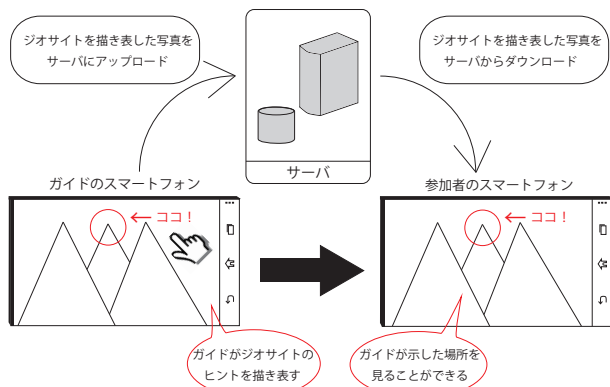 ジオサイトを描き表した写真を
サーバにアップロード
ジオサイトを描き表した写真を
サーバからダウンロード
サーバ
ガイドのスマートフォン
参加者のスマートフォン
←ココ！
←ココ！
ガイドがジオサイトの
ヒントを描き表す
ガイドが示した場所を
見ることができる